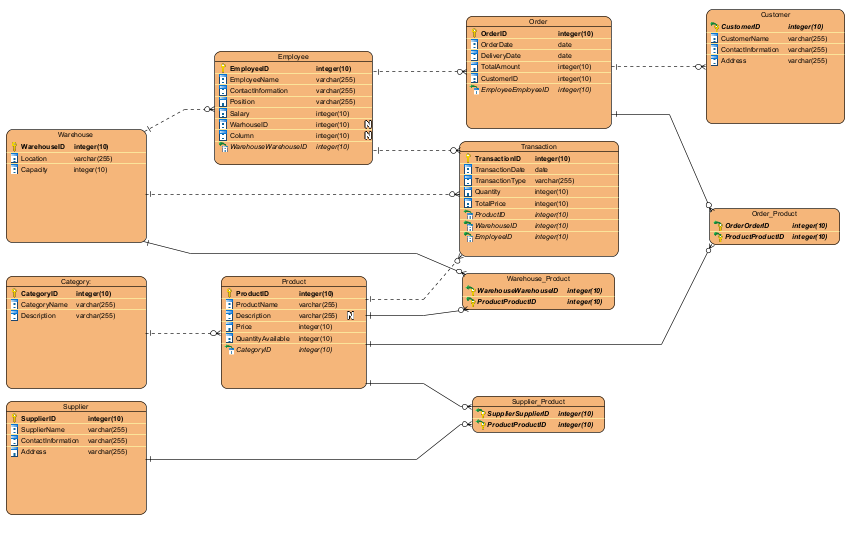 Order
OrderID integer(10)
OrderDate date
DeliveryDate date
TotalAmount integer(10)
CustomerID integer(10)
EmployeeEmployeeID integer(10)
Customer
CustomerID integer(10)
CustomerName varchar(255)
ContactInformation varchar(255)
Address varchar(255)
Employee
EmployeeID integer(10)
EmployeeName varchar(255)
ContactInformation varchar(255)
Position varchar(255)
Salary integer(10)
WarhouseID integer(10) N
Column integer(10) N
WarehouseWarehouseID integer(10)
Warehouse
WarehouseID integer(10)
Location varchar(255)
Capacity integer(10)
Transaction
TransactionID integer(10)
TransactionDate date
TransactionType varchar(255)
Quantity integer(10)
TotalPrice integer(10)
ProductID integer(10)
WarehouseID integer(10)
EmployeeID integer(10)
Order_Product
OrderOrderID integer(10)
ProductProductID integer(10)
Category:
CategoryID integer(10)
CategoryName varchar(255)
Description varchar(255)
Product
ProductID integer(10)
ProductName varchar(255)
Description varchar(255) N
Price integer(10)
QuantityAvailable integer(10)
CategoryID integer(10)
Warehouse_Product
WarehouseWarehouseID integer(10)
ProductProductID integer(10)
Supplier
SupplierID integer(10)
SupplierName varchar(255)
ContactInformation varchar(255)
Address varchar(255)
Supplier_Product
SupplierSupplierID integer(10)
ProductProductID integer(10)